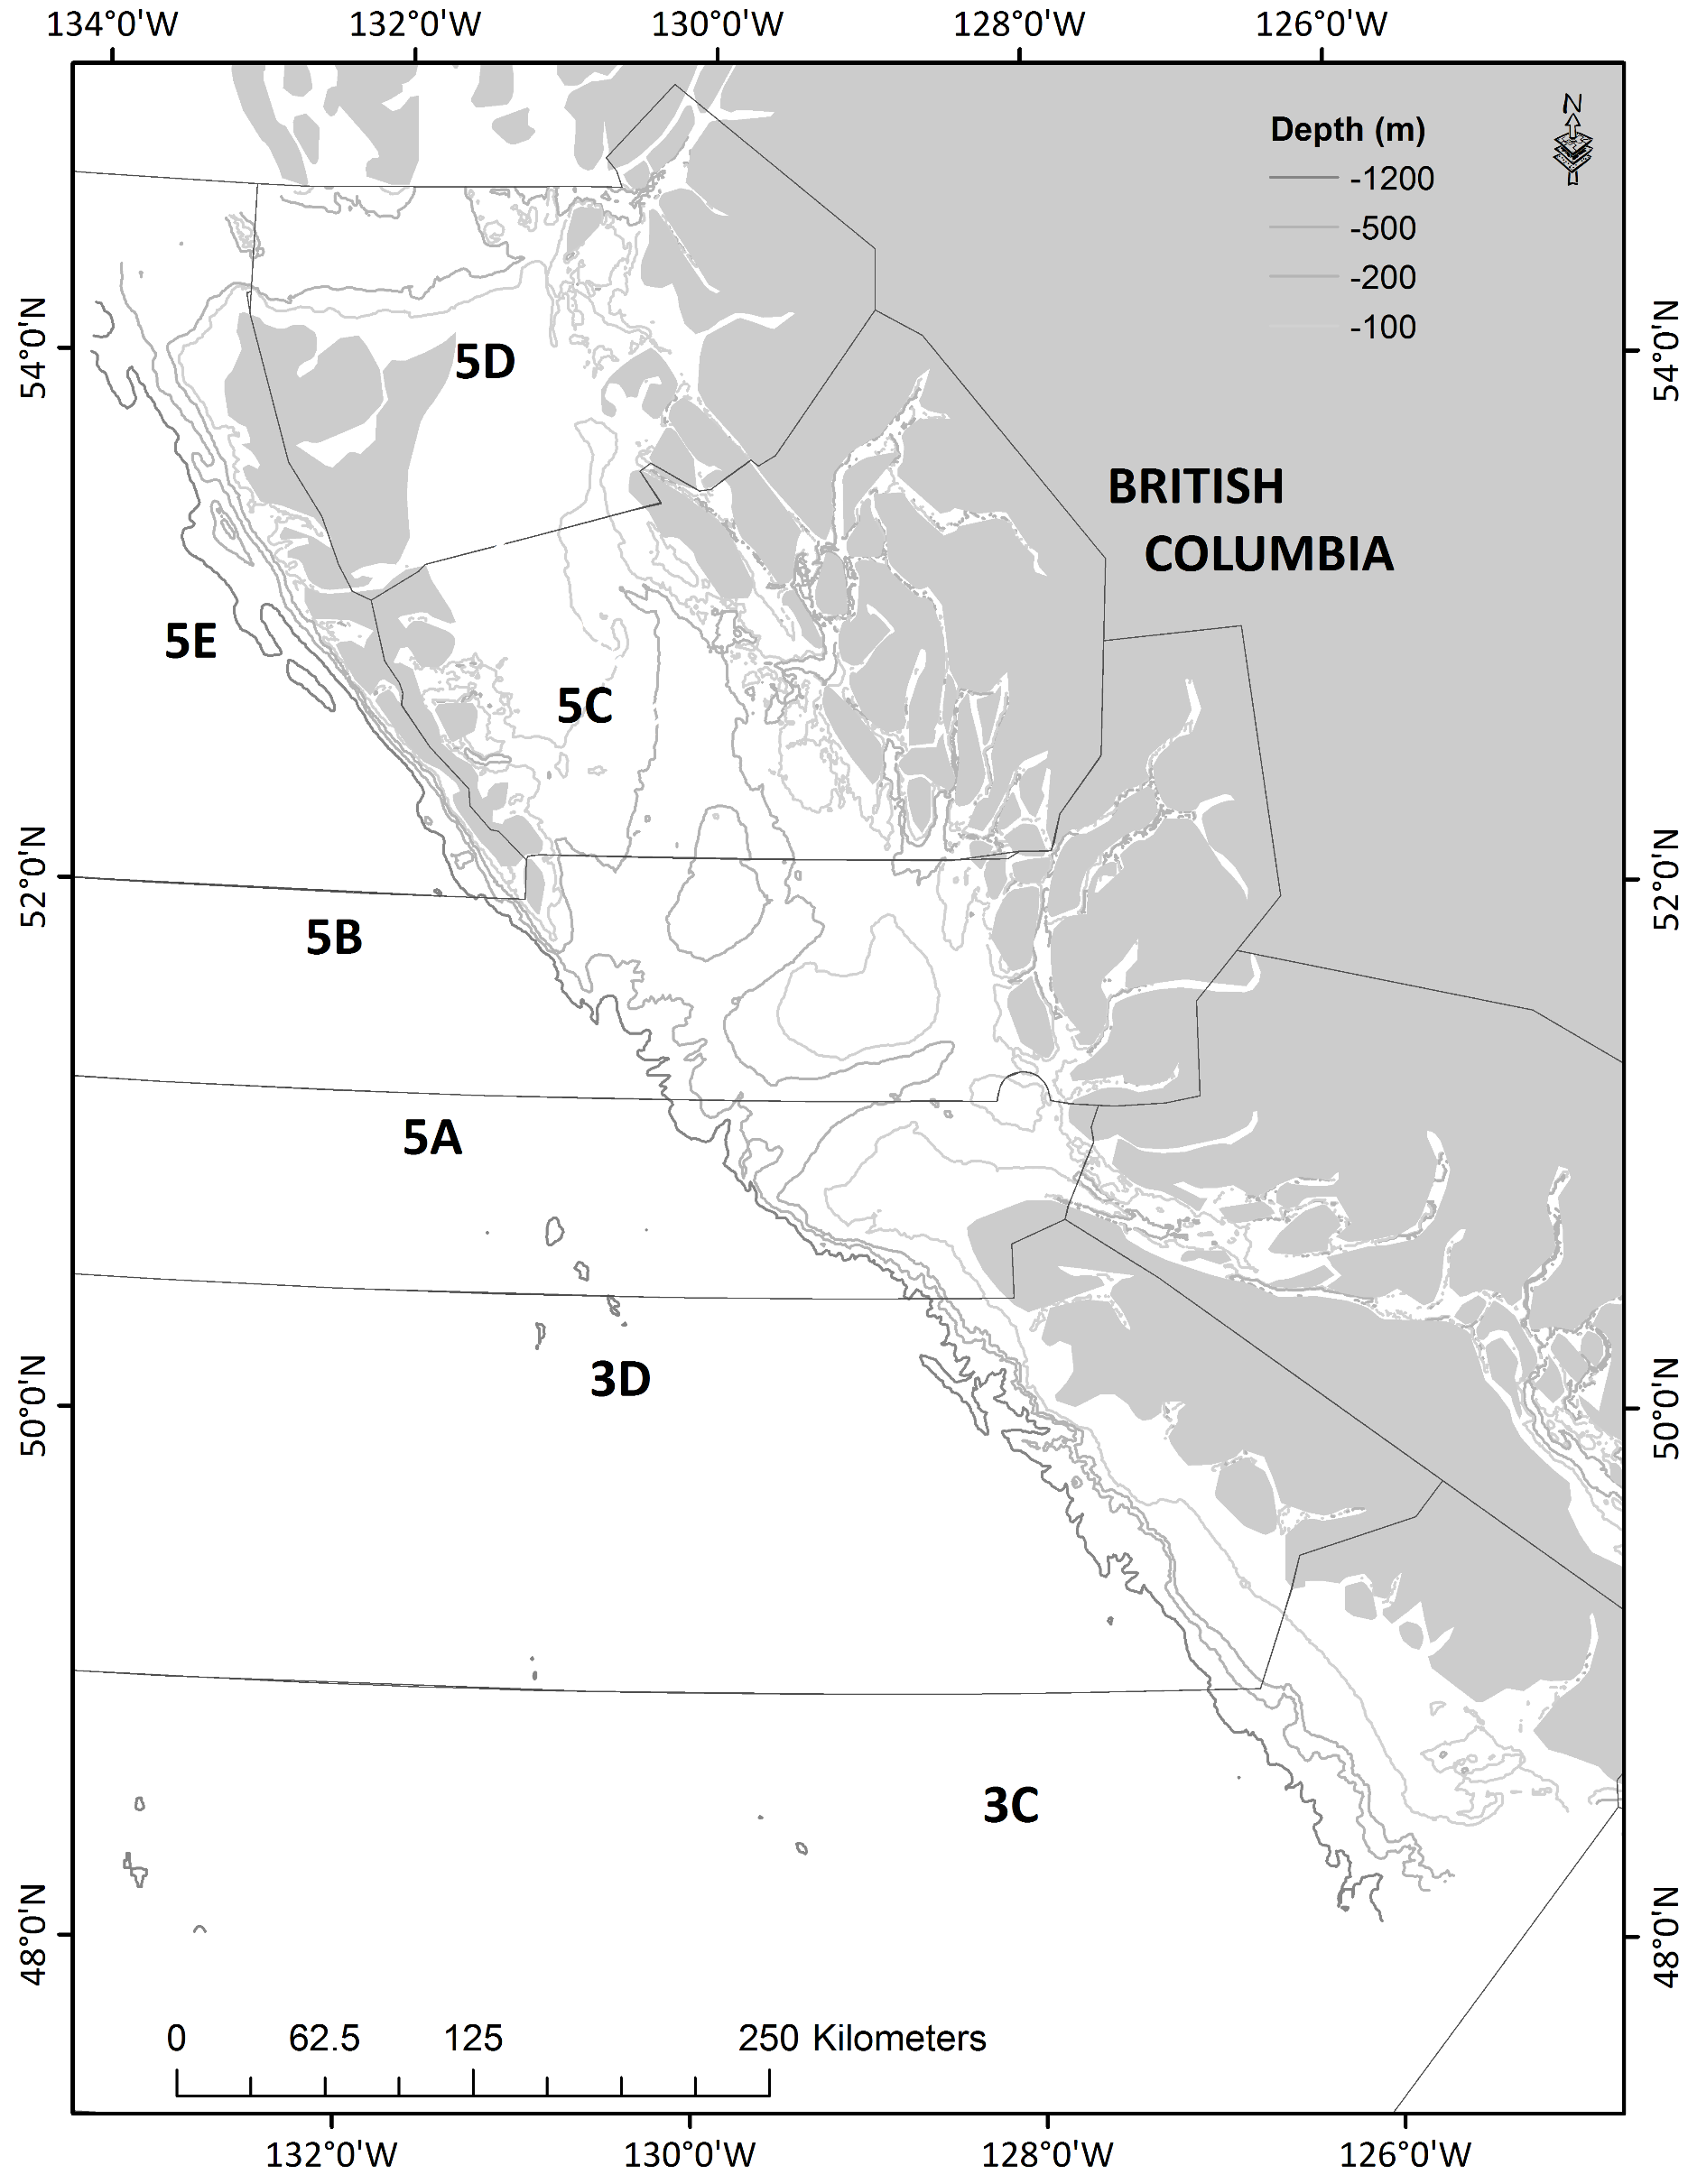 134°0'W 132°0'W 130°0'W 128°0'W 126°0'W
N
Depth (m)
-1200
-500
-200
-100
54°0'N
54°0'N
5D
BRITISH
COLUMBIA
5E
5C
52°0'N
52°0'N
5B
5A
3D
50°0'N
50°0'N
3C
48°0'N
48°0'N
0 62.5 125 250 Kilometers
132°0'W 130°0'W 128°0'W 126°0'W